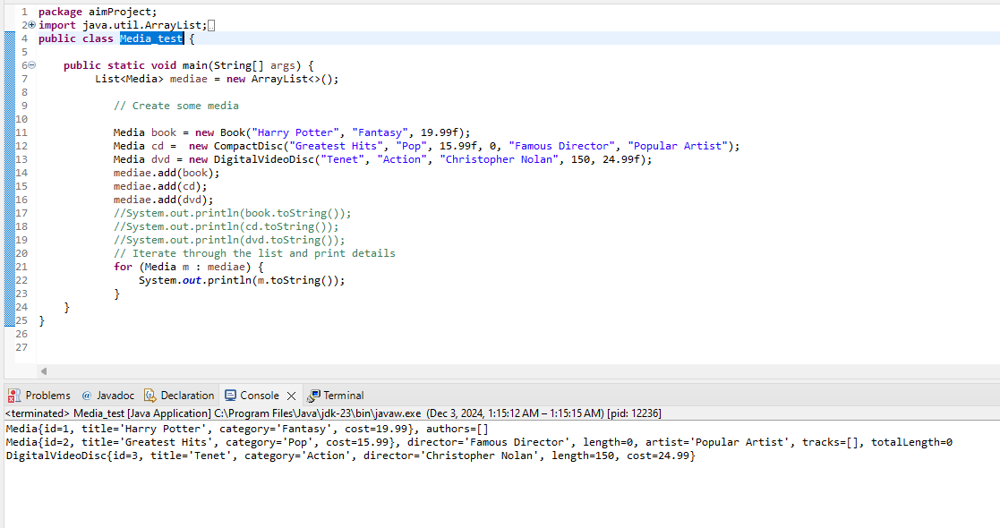 1 package aimProject;
2 import java.util.ArrayList;
4 public class Media_test {
5
6 public static void main(String[] args) {
7 List<Media> mediae = new ArrayList<>();
8
9 // Create some media
10
11 Media book = new Book("Harry Potter", "Fantasy", 19.99f);
12 Media cd =  new CompactDisc("Greatest Hits", "Pop", 15.99f, 0, "Famous Director", "Popular Artist");
13 Media dvd = new DigitalVideoDisc("Tenet", "Action", "Christopher Nolan", 150, 24.99f);
14 mediae.add(book);
15 mediae.add(cd);
16 mediae.add(dvd);
17 //System.out.println(book.toString());
18 //System.out.println(cd.toString());
19 //System.out.println(dvd.toString());
20 // Iterate through the list and print details
21 for (Media m : mediae) {
22 System.out.println(m.toString());
23 }
24 }
25 }
26
27
Problems @ Javadoc Declaration Console Terminal
<terminated> Media_test [Java Application] C:\Program Files\Java\jdk-23\bin\javaw.exe (Dec 3, 2024, 1:15:12 AM – 1:15:15 AM) [pid: 12236]
Media{id=1, title='Harry Potter', category='Fantasy', cost=19.99}, authors=[]
Media{id=2, title='Greatest Hits', category='Pop', cost=15.99}, director='Famous Director', length=0, artist='Popular Artist', tracks=[], totalLength=0
DigitalVideoDisc{id=3, title='Tenet', category='Action', director='Christopher Nolan', length=150, cost=24.99}